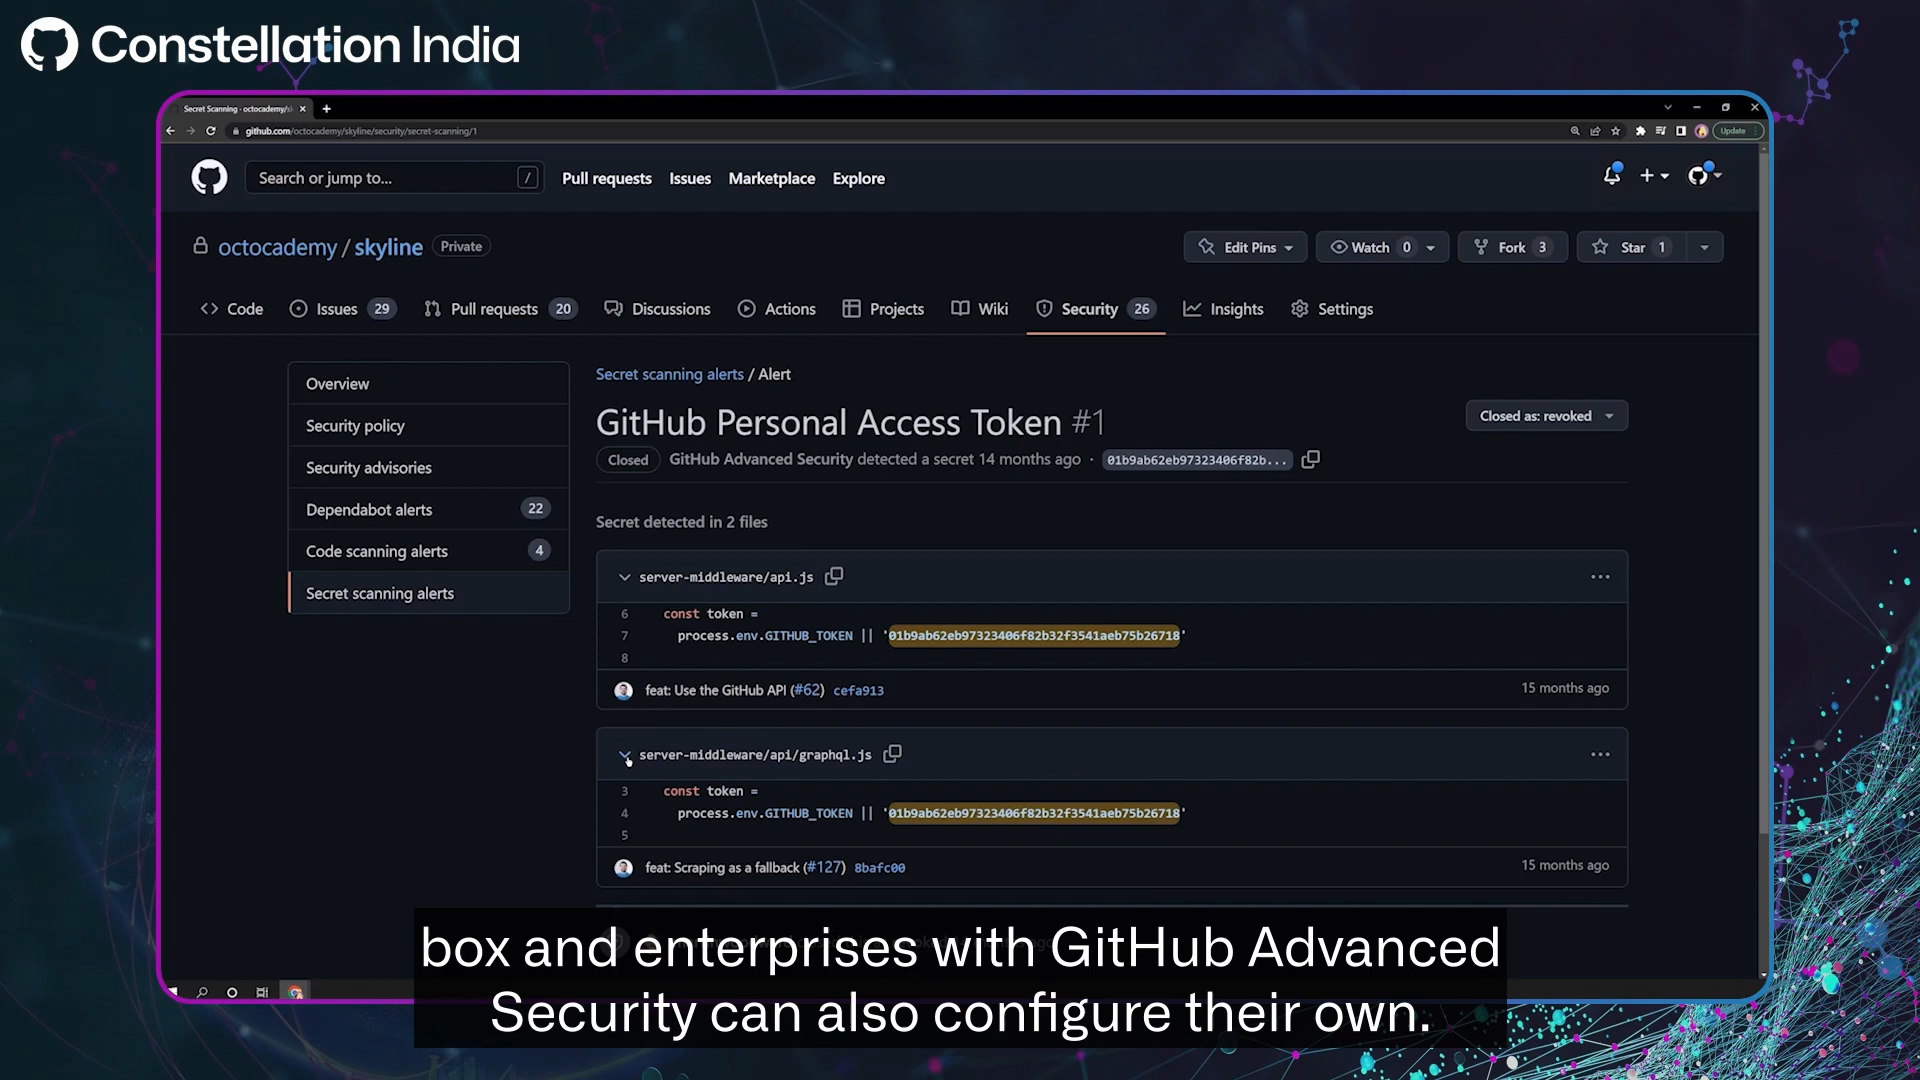 Constellation India
Secret Scanning · octocademy/sk
github.com/octocademy/skyline/security/secret-scanning/1
Update
Search or jump to...
/
Pull requests
Issues
Marketplace
Explore
octocademy / skyline
Private
Edit Pins
Watch 0
Fork 3
Star 1
Code
Issues 29
Pull requests 20
Discussions
Actions
Projects
Wiki
Security 26
Insights
Settings
Overview
Security policy
Security advisories
Dependabot alerts 22
Code scanning alerts 4
Secret scanning alerts
Secret scanning alerts / Alert
GitHub Personal Access Token #1
Closed as: revoked
Closed
GitHub Advanced Security detected a secret 14 months ago · 01b9ab62eb97323406f82b...
Secret detected in 2 files
server-middleware/api.js
6 const token =
7 process.env.GITHUB_TOKEN || '01b9ab62eb97323406f82b32f3541aeb75b26718'
8
feat: Use the GitHub API (#62) cefa913
15 months ago
server-middleware/api/graphql.js
3 const token =
4 process.env.GITHUB_TOKEN || '01b9ab62eb97323406f82b32f3541aeb75b26718'
5
feat: Scraping as a fallback (#127) 8bafc00
15 months ago
box and enterprises with GitHub Advanced
Security can also configure their own.